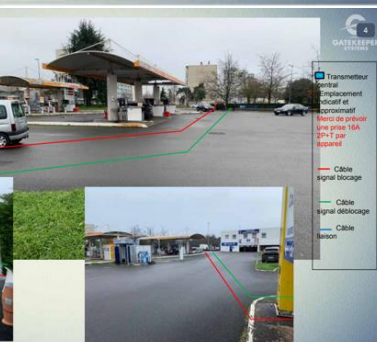 4
GATEKEEPER
SYSTEMS
Transmetteur
central
Emplacement
indicatif et
approximatif
Merci de prévoir
une prise 16A
2P+T par
appareil
Câble
signal blocage
Câble
signal déblocage
Câble
liaison